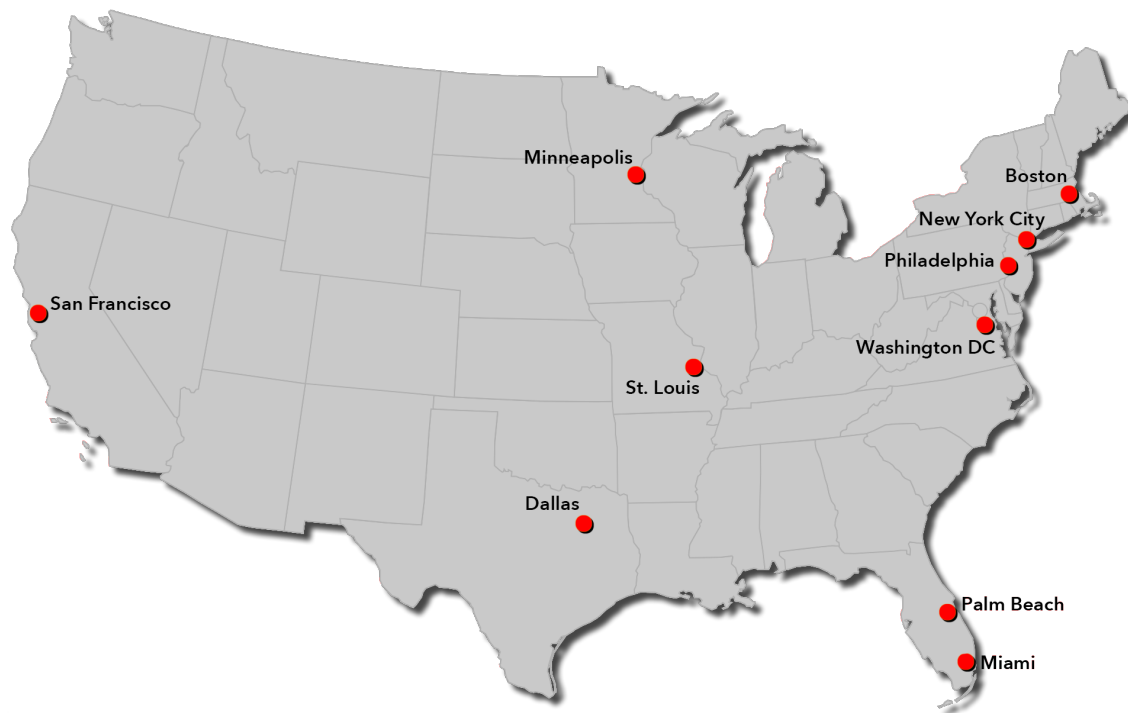 Minneapolis
Boston
New York City
Philadelphia
San Francisco
Washington DC
St. Louis
Dallas
Palm Beach
Miami